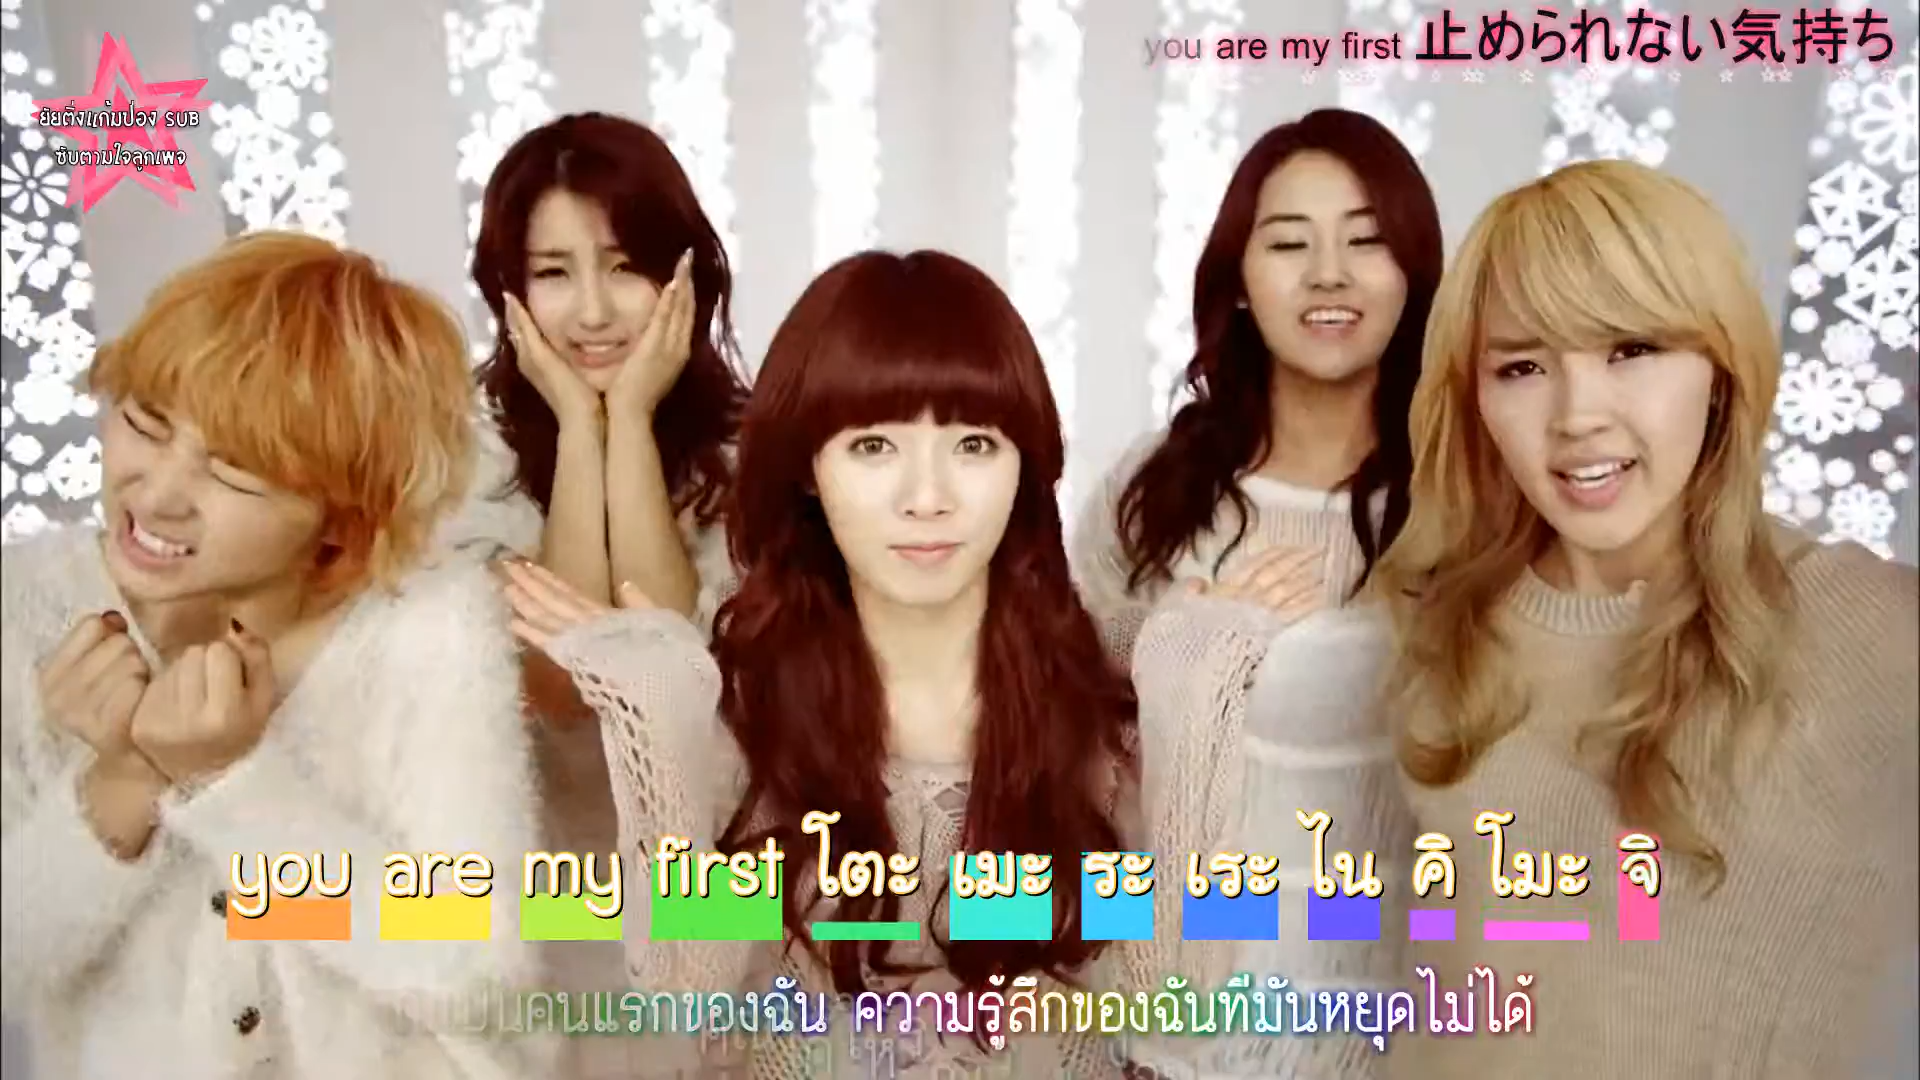 you are my first 止められない気持ち
ยัยติ่งแก้มป่อง SUB
ซับตามใจลูกเพจ
you are my first โตะ เมะ ระ เระ ไน คิ โมะ จิ
เป็นคนแรกของฉัน ความรู้สึกของฉันที่มันหยุดไม่ได้